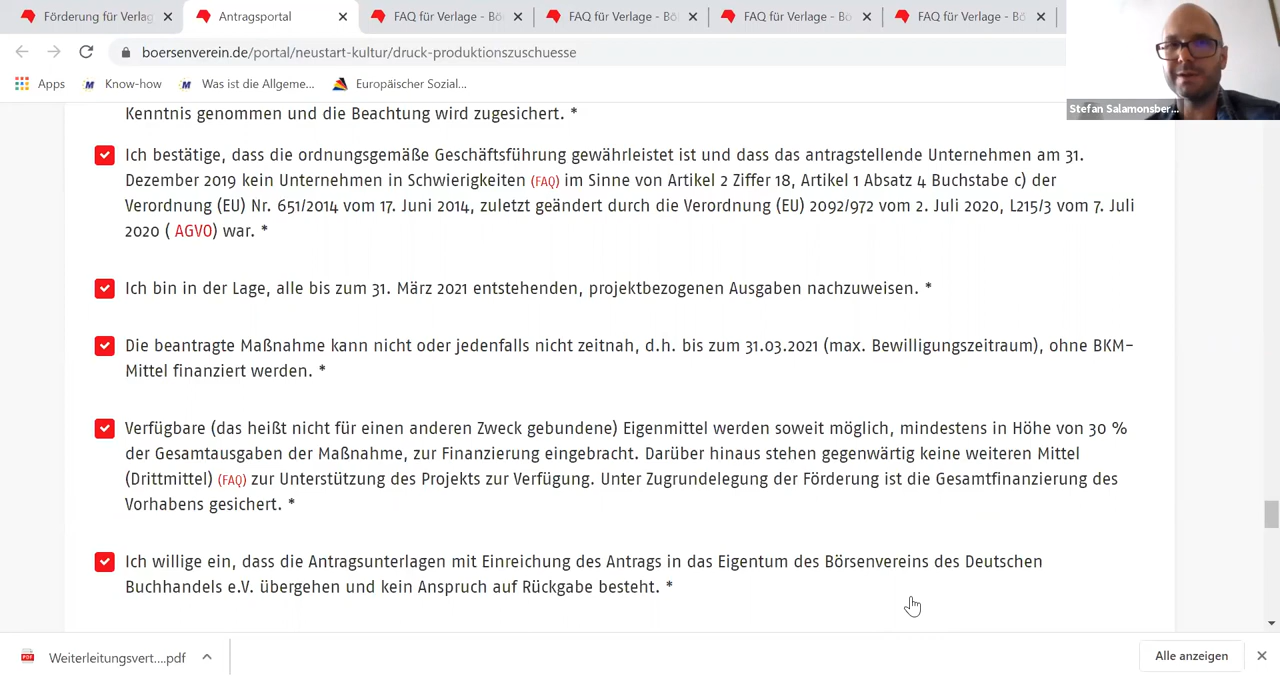 Förderung für Verlag
Antragsportal
FAQ für Verlage - Bö
FAQ für Verlage - Bö
FAQ für Verlage - Bö
FAQ für Verlage - Bö
boersenverein.de/portal/neustart-kultur/druck-produktionszuschuesse
Apps
Know-how
Was ist die Allgeme...
Europäischer Sozial...
Stefan Salamonsber...
Kenntnis genommen und die Beachtung wird zugesichert. *
Ich bestätige, dass die ordnungsgemäße Geschäftsführung gewährleistet ist und dass das antragstellende Unternehmen am 31.
Dezember 2019 kein Unternehmen in Schwierigkeiten (FAQ) im Sinne von Artikel 2 Ziffer 18, Artikel 1 Absatz 4 Buchstabe c) der
Verordnung (EU) Nr. 651/2014 vom 17. Juni 2014, zuletzt geändert durch die Verordnung (EU) 2092/972 vom 2. Juli 2020, L215/3 vom 7. Juli
2020 ( AGVO) war. *
Ich bin in der Lage, alle bis zum 31. März 2021 entstehenden, projektbezogenen Ausgaben nachzuweisen. *
Die beantragte Maßnahme kann nicht oder jedenfalls nicht zeitnah, d.h. bis zum 31.03.2021 (max. Bewilligungszeitraum), ohne BKM-
Mittel finanziert werden. *
Verfügbare (das heißt nicht für einen anderen Zweck gebundene) Eigenmittel werden soweit möglich, mindestens in Höhe von 30 %
der Gesamtausgaben der Maßnahme, zur Finanzierung eingebracht. Darüber hinaus stehen gegenwärtig keine weiteren Mittel
(Drittmittel) (FAQ) zur Unterstützung des Projekts zur Verfügung. Unter Zugrundelegung der Förderung ist die Gesamtfinanzierung des
Vorhabens gesichert. *
Ich willige ein, dass die Antragsunterlagen mit Einreichung des Antrags in das Eigentum des Börsenvereins des Deutschen
Buchhandels e.V. übergehen und kein Anspruch auf Rückgabe besteht. *
Weiterleitungsvert....pdf
Alle anzeigen